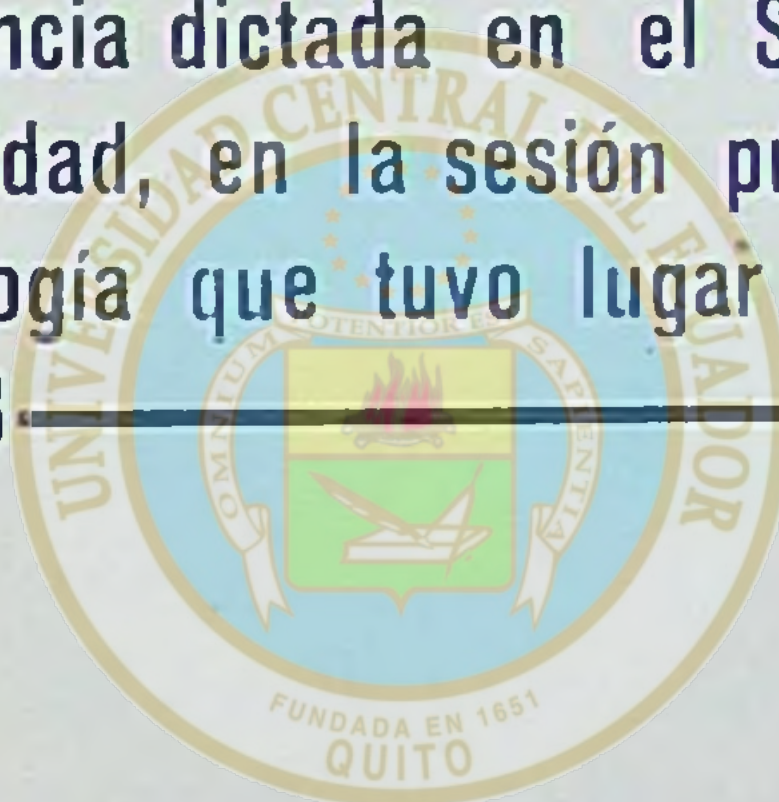 ncia dictada en el S
dad, en la sesión pu
ogía que tuvo lugar
UNIVERSIDAD CENTRAL DEL ECUADOR
OMNIUM POTENTIOR EST SAPIENTIA
FUNDADA EN 1651
QUITO